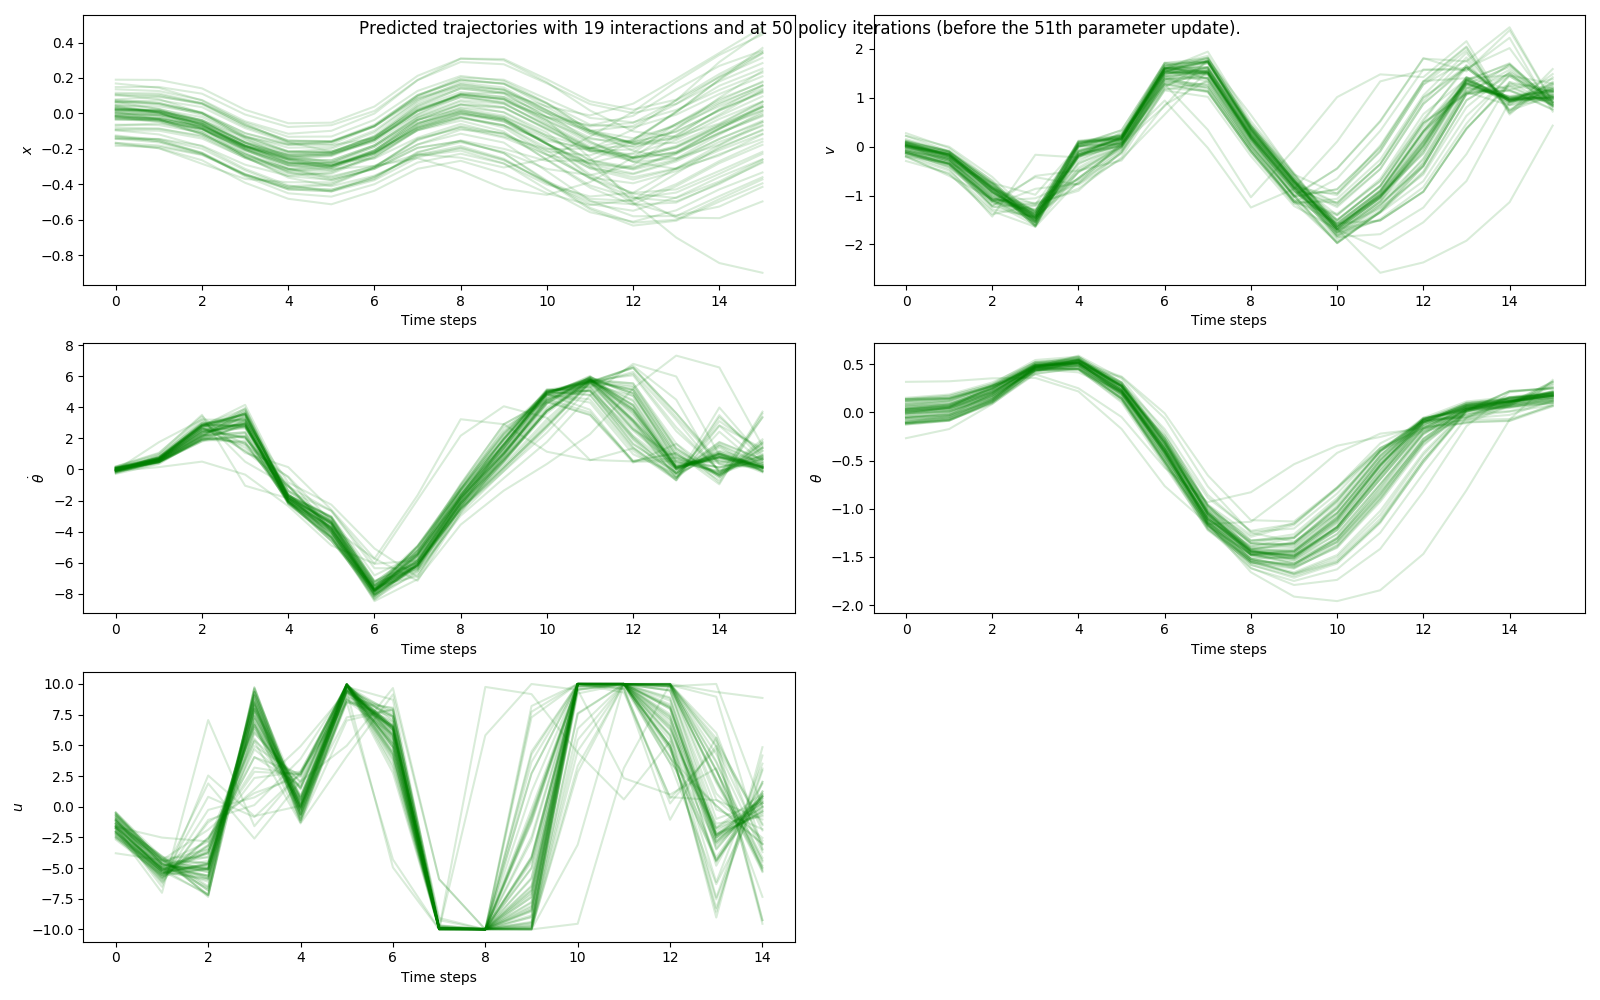 Predicted trajectories with 19 interactions and at 50 policy iterations (before the 51th parameter update).
0.4
0.2
0.0
−0.2
−0.4
−0.6
−0.8
x
0 2 4 6 8 10 12 14
Time steps
2
1
0
−1
−2
v
0 2 4 6 8 10 12 14
Time steps
8
6
4
2
0
−2
−4
−6
−8
θ̇
0 2 4 6 8 10 12 14
Time steps
0.5
0.0
−0.5
−1.0
−1.5
−2.0
θ
0 2 4 6 8 10 12 14
Time steps
10.0
7.5
5.0
2.5
0.0
−2.5
−5.0
−7.5
−10.0
u
0 2 4 6 8 10 12 14
Time steps